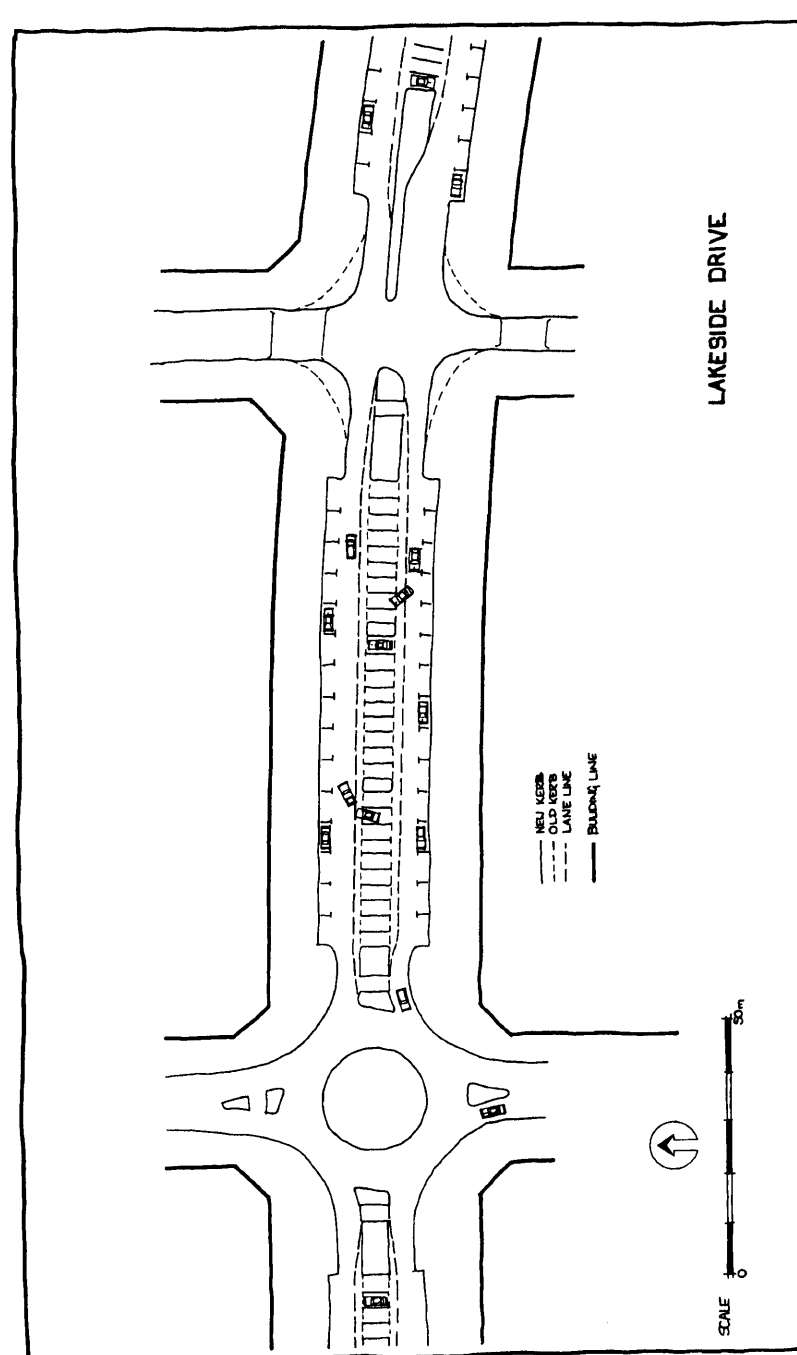 LAKESIDE DRIVE
NEW KERB
OLD KERB
LANE LINE
BUILDING LINE
SCALE
0
50m